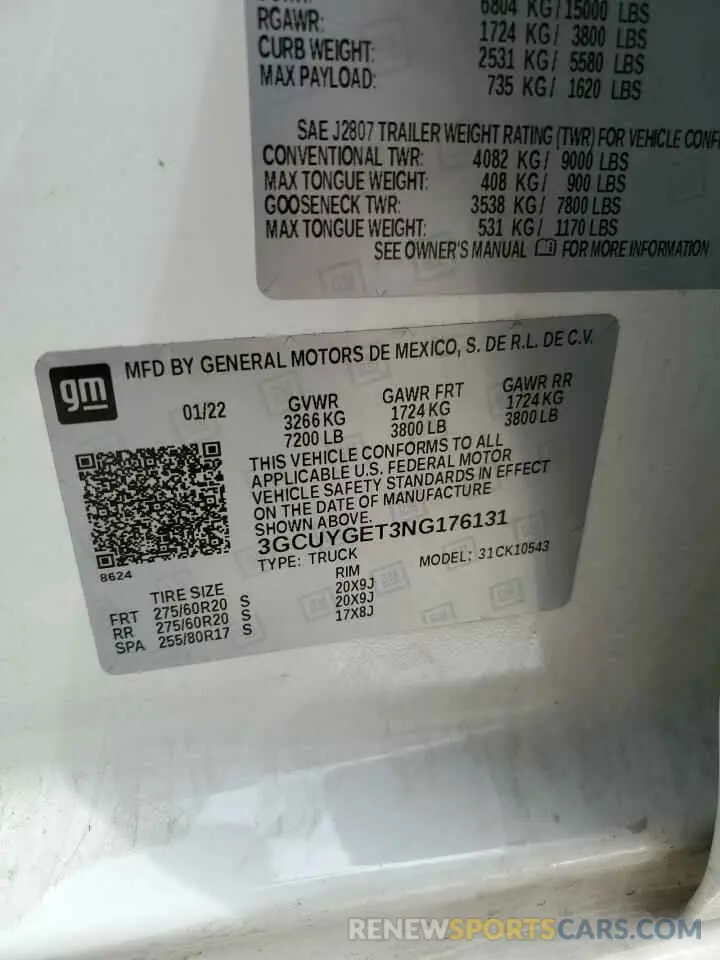 6804 KG/15000 LBS
RGAWR: 1724 KG/ 3800 LBS
CURB WEIGHT: 2531 KG/ 5580 LBS
MAX PAYLOAD: 735 KG/ 1620 LBS
SAE J2807 TRAILER WEIGHT RATING (TWR) FOR VEHICLE
CONVENTIONAL TWR: 4082 KG/ 9000 LBS
MAX TONGUE WEIGHT: 408 KG/ 900 LBS
GOOSENECK TWR: 3538 KG/ 7800 LBS
MAX TONGUE WEIGHT: 531 KG/ 1170 LBS
SEE OWNER'S MANUAL FOR MORE INFORMATION
gm
MFD BY GENERAL MOTORS DE MEXICO, S. DE R.L. DE C.V.
01/22 GVWR GAWR FRT GAWR RR
3266 KG 1724 KG 1724 KG
7200 LB 3800 LB 3800 LB
THIS VEHICLE CONFORMS TO ALL
APPLICABLE U.S. FEDERAL MOTOR
VEHICLE SAFETY STANDARDS IN EFFECT
ON THE DATE OF MANUFACTURE
SHOWN ABOVE.
3GCUYGET3NG176131
8624
TYPE: TRUCK MODEL: 31CK10543
TIRE SIZE RIM
FRT 275/60R20 S 20X9J
RR 275/60R20 S 20X9J
SPA 255/80R17 S 17X8J
RENEWSPORTSCARS.COM